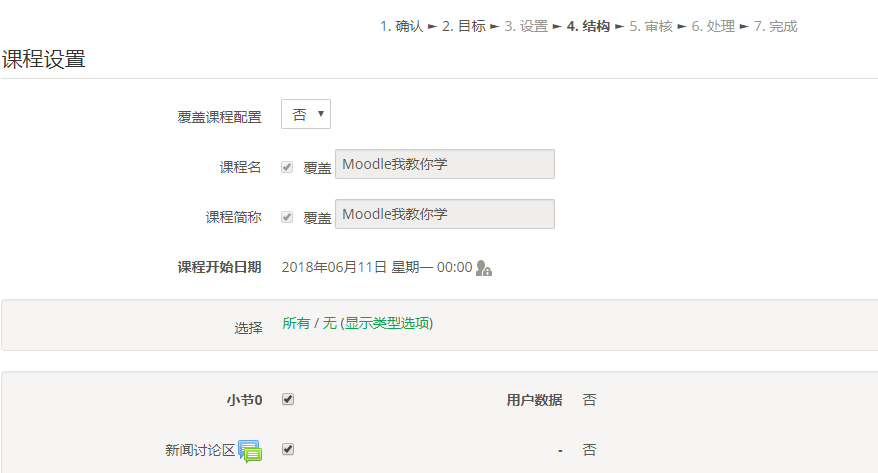 1. 确认 ► 2. 目标 ► 3. 设置 ► 4. 结构 ► 5. 审核 ► 6. 处理 ► 7. 完成
课程设置
覆盖课程配置 否
课程名 覆盖 Moodle我教你学
课程简称 覆盖 Moodle我教你学
课程开始日期 2018年06月11日 星期一 00:00
选择 所有 / 无 (显示类型选项)
小节0 用户数据 否
新闻讨论区 - 否